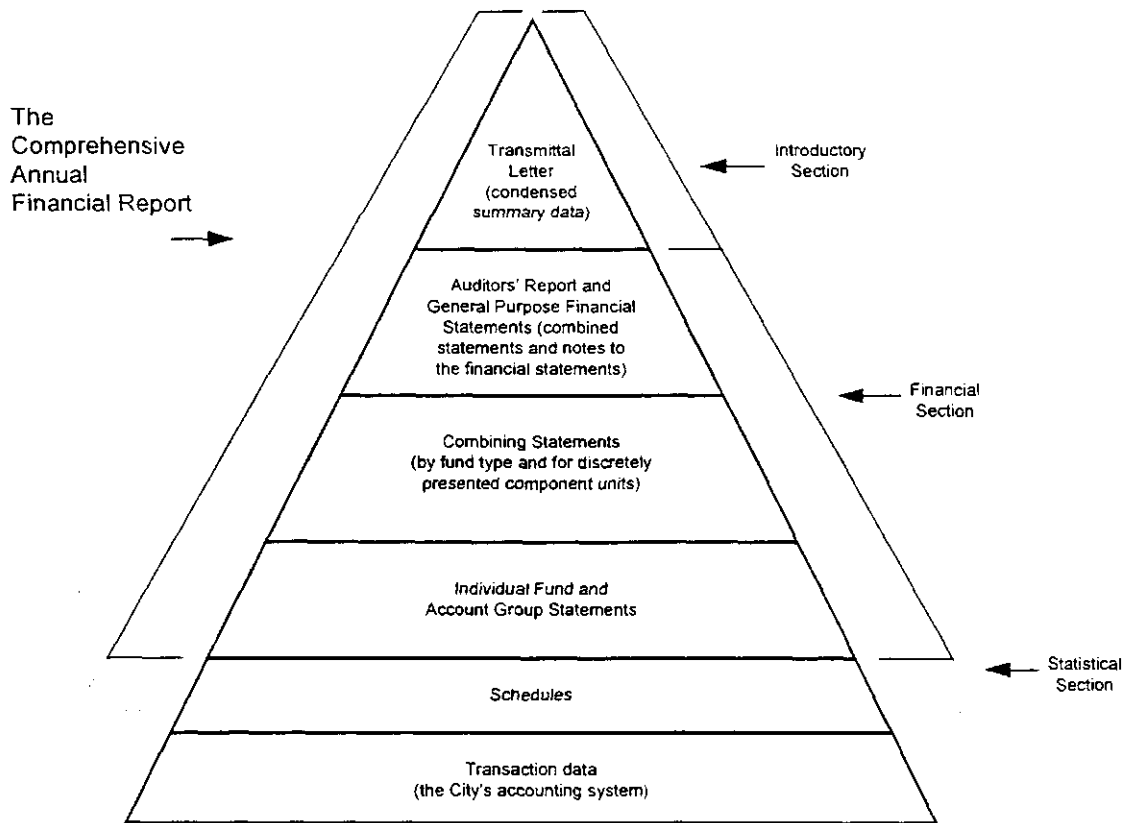 The
Comprehensive
Annual
Financial Report
Transmittal
Letter
(condensed
summary data)
Introductory
Section
Auditors' Report and
General Purpose Financial
Statements (combined
statements and notes to
the financial statements)
Financial
Section
Combining Statements
(by fund type and for discretely
presented component units)
Individual Fund and
Account Group Statements
Statistical
Section
Schedules
Transaction data
(the City's accounting system)